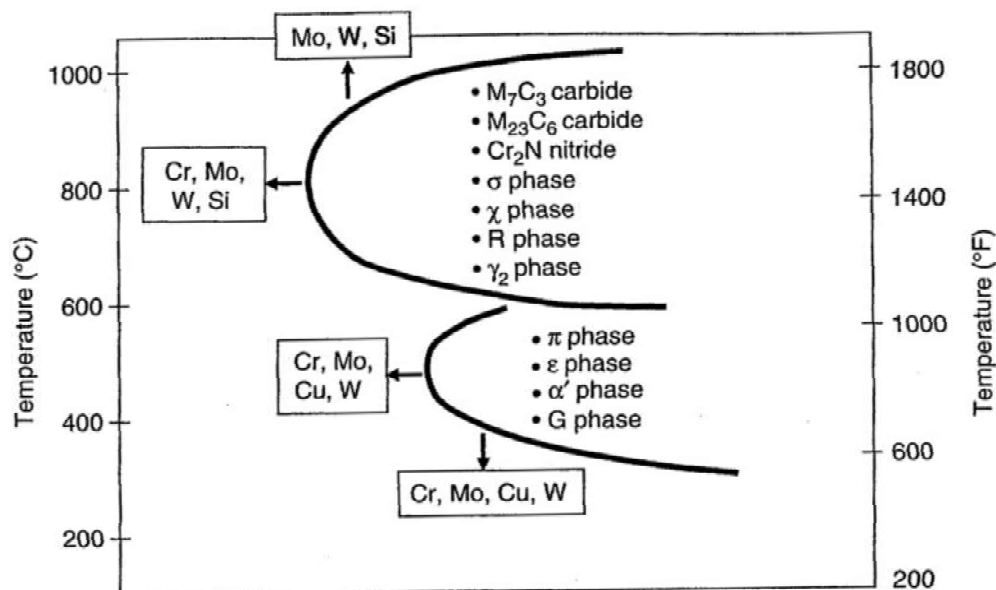 Mo, W, Si
1000
1800
• M₇C₃ carbide
• M₂₃C₆ carbide
• Cr₂N nitride
• σ phase
• χ phase
• R phase
• γ₂ phase
Cr, Mo,
W, Si
800
1400
Temperature (°C)
Temperature (°F)
600
1000
• π phase
• ε phase
• α′ phase
• G phase
Cr, Mo,
Cu, W
400
600
Cr, Mo, Cu, W
200
200